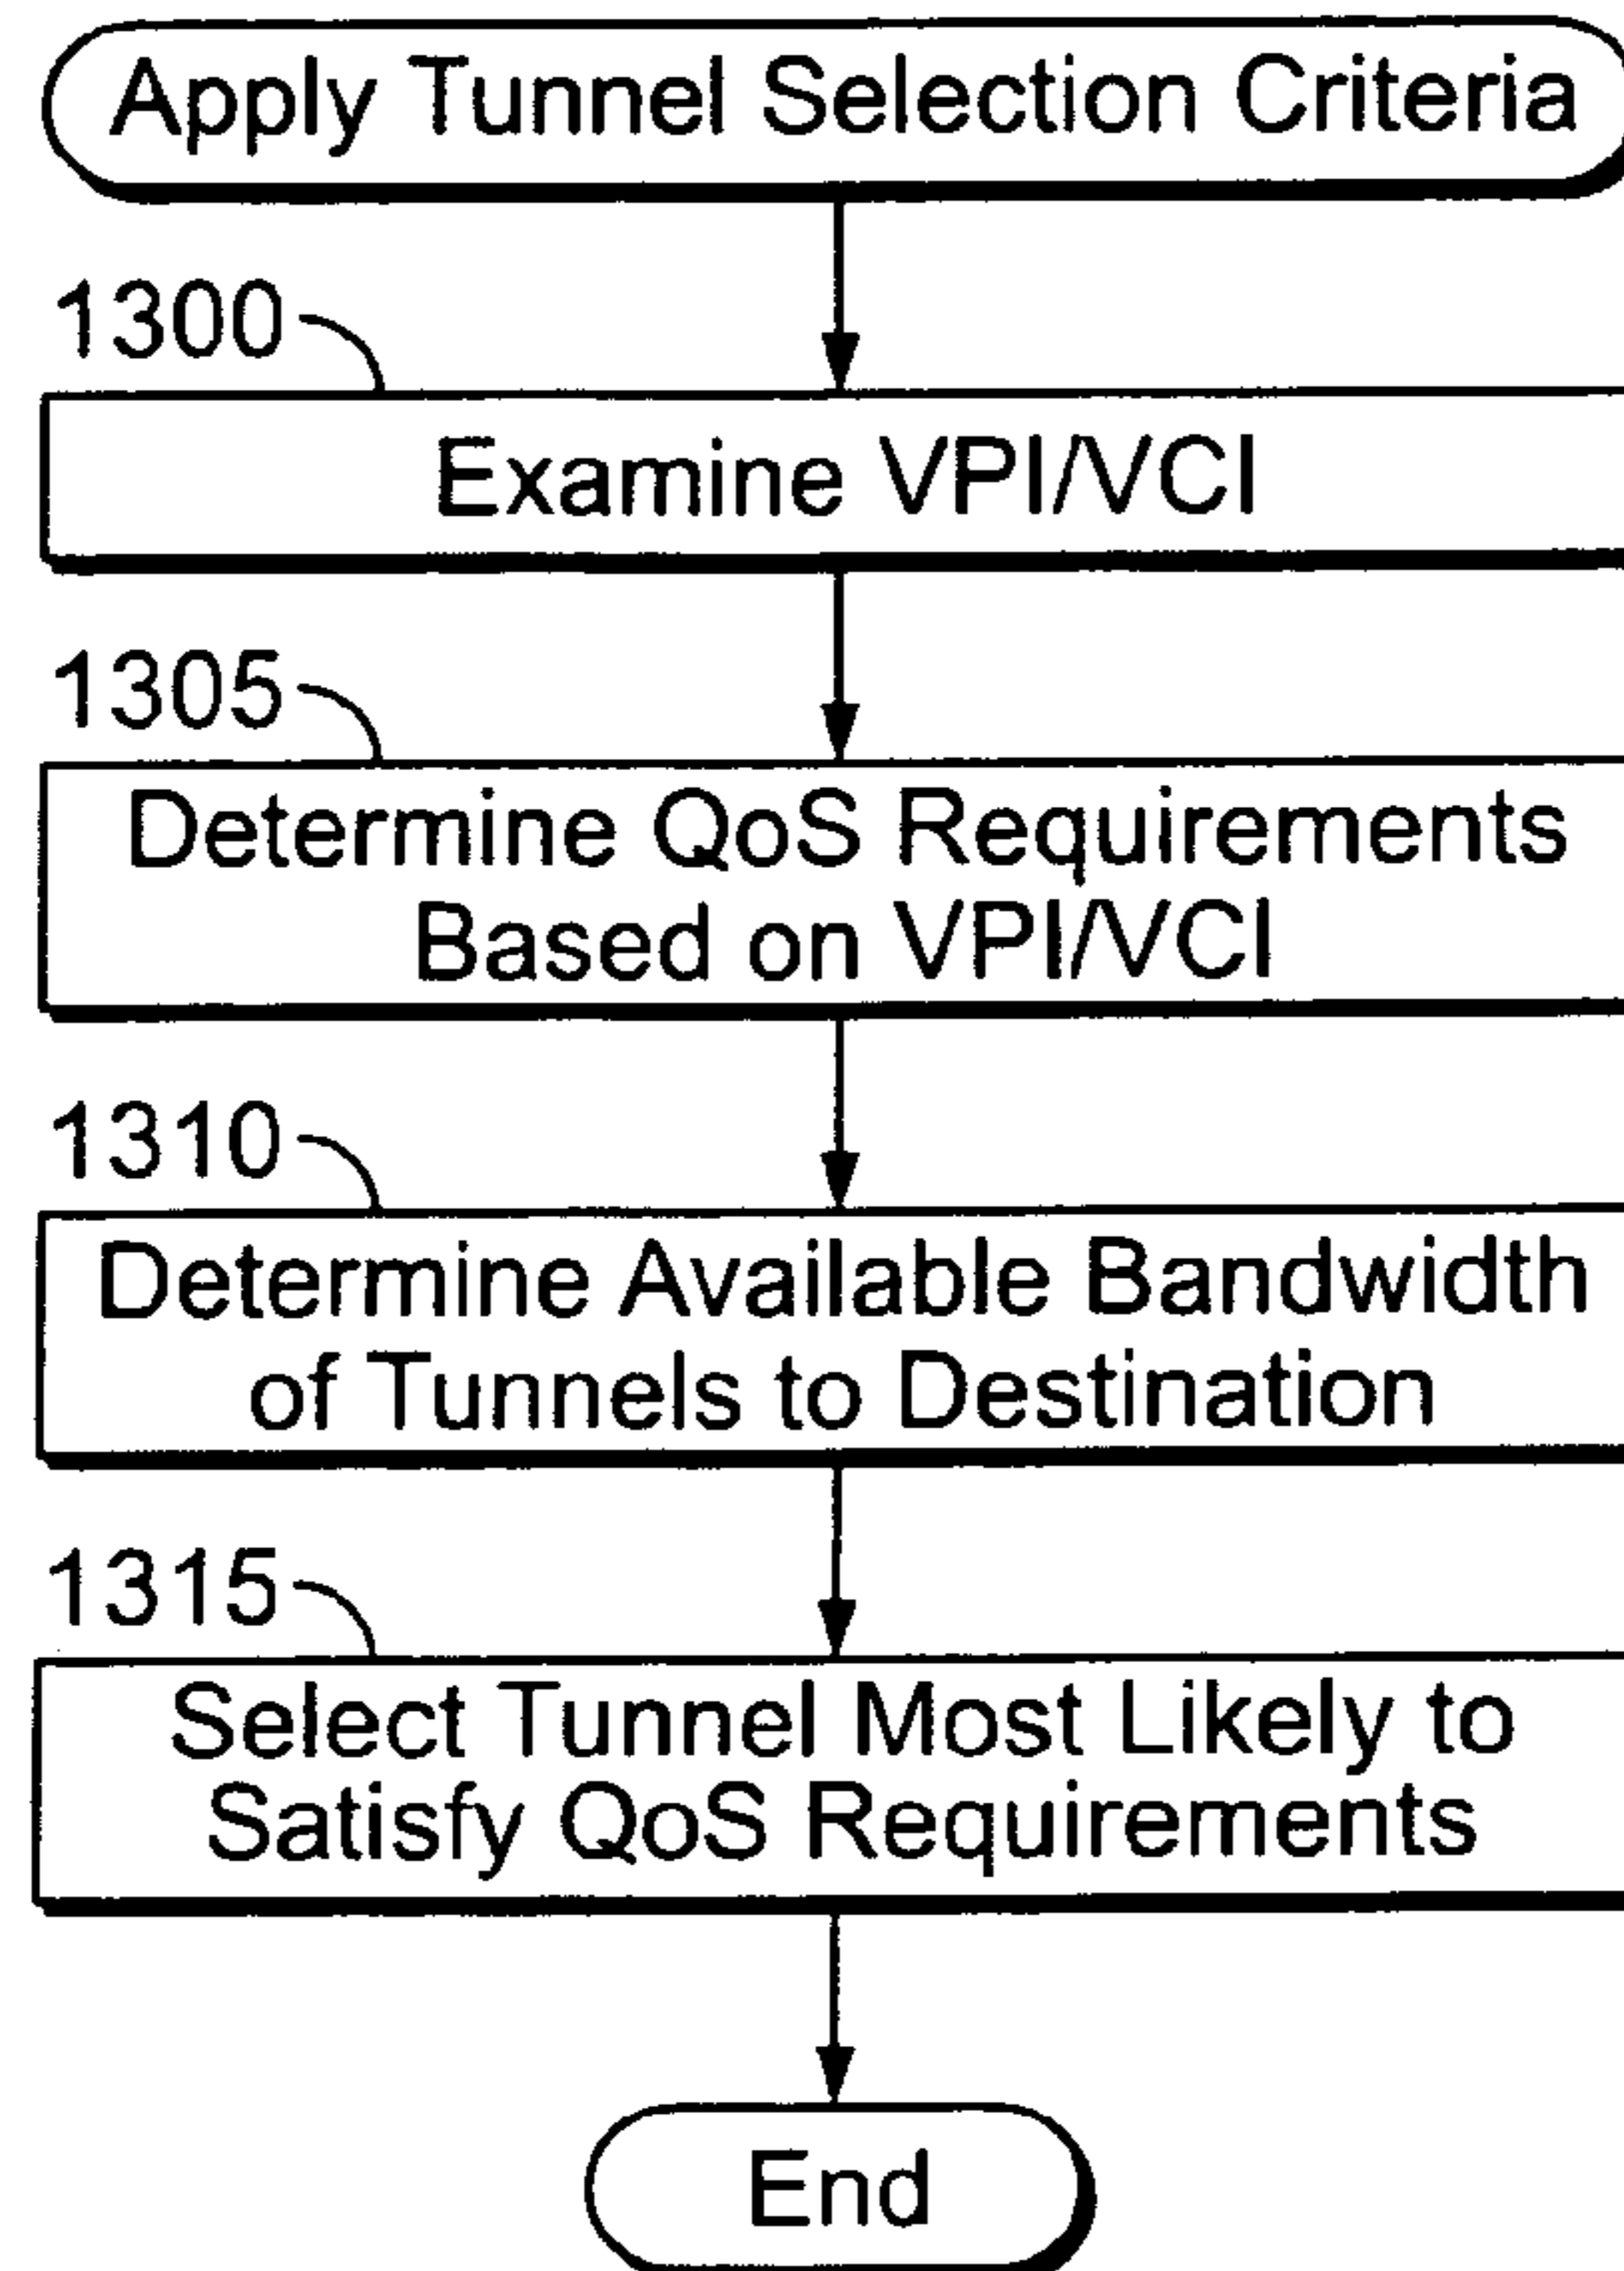 Apply Tunnel Selection Criteria
1300
Examine VPI/VCI
1305
Determine QoS Requirements
Based on VPI/VCI
1310
Determine Available Bandwidth
of Tunnels to Destination
1315
Select Tunnel Most Likely to
Satisfy QoS Requirements
End